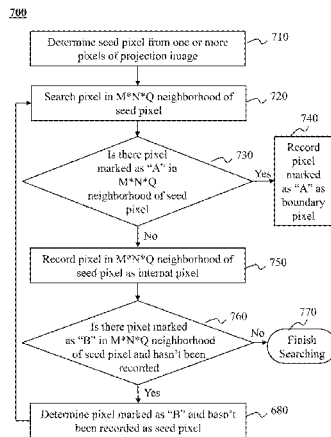 700
Determine seed pixel from one or more
pixels of projection image
710
Search pixel in M*N*Q neighborhood of
seed pixel
720
Is there pixel
marked as "A" in
M*N*Q
neighborhood of seed
pixel
730
Yes
740
Record
pixel
marked
as "A" as
boundary
pixel
No
Record pixel in M*N*Q neighborhood of
seed pixel as internal pixel
750
Is there pixel marked
as "B" in M*N*Q neighborhood
of seed pixel and hasn't been
recorded
760
No
770
Finish
Searching
Yes
Determine pixel marked as "B" and hasn't
been recorded as seed pixel
680